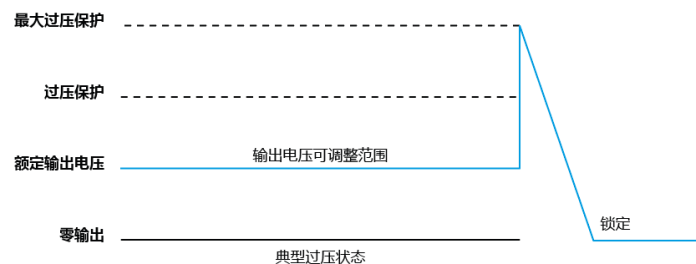 最大过压保护
过压保护
额定输出电压
输出电压可调整范围
零输出
锁定
典型过压状态